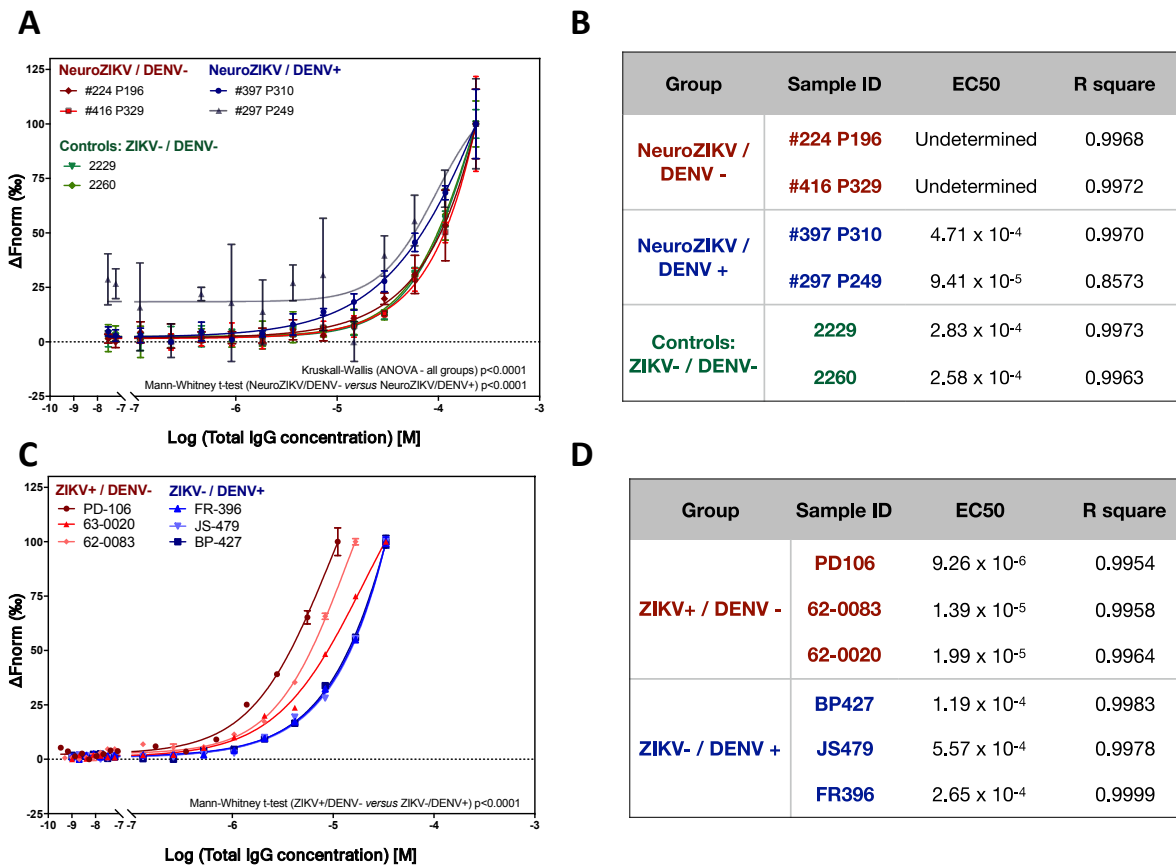 A
NeuroZIKV / DENV-
#224 P196
#416 P329
NeuroZIKV / DENV+
#397 P310
#297 P249
Controls: ZIKV- / DENV-
2229
2260
ΔFnorm (‰)
125
100
75
50
25
0
-25
Kruskall-Wallis (ANOVA - all groups) p<0.0001
Mann-Whitney t-test (NeuroZIKV/DENV- versus NeuroZIKV/DENV+) p<0.0001
-10 -9 -8 -7 -7 -6 -5 -4 -3
Log (Total IgG concentration) [M]
B
Group Sample ID EC50 R square
NeuroZIKV / DENV -
#224 P196 Undetermined 0.9968
#416 P329 Undetermined 0.9972
NeuroZIKV / DENV +
#397 P310 4.71 x 10⁻⁴ 0.9970
#297 P249 9.41 x 10⁻⁵ 0.8573
Controls: ZIKV- / DENV-
2229 2.83 x 10⁻⁴ 0.9973
2260 2.58 x 10⁻⁴ 0.9963
C
ZIKV+ / DENV-
PD-106
63-0020
62-0083
ZIKV- / DENV+
FR-396
JS-479
BP-427
ΔFnorm (‰)
125
100
75
50
25
0
-25
Mann-Whitney t-test (ZIKV+/DENV- versus ZIKV-/DENV+) p<0.0001
-10 -9 -8 -7 -7 -6 -5 -4 -3
Log (Total IgG concentration) [M]
D
Group Sample ID EC50 R square
ZIKV+ / DENV -
PD106 9.26 x 10⁻⁶ 0.9954
62-0083 1.39 x 10⁻⁵ 0.9958
62-0020 1.99 x 10⁻⁵ 0.9964
ZIKV- / DENV +
BP427 1.19 x 10⁻⁴ 0.9983
JS479 5.57 x 10⁻⁴ 0.9978
FR396 2.65 x 10⁻⁴ 0.9999